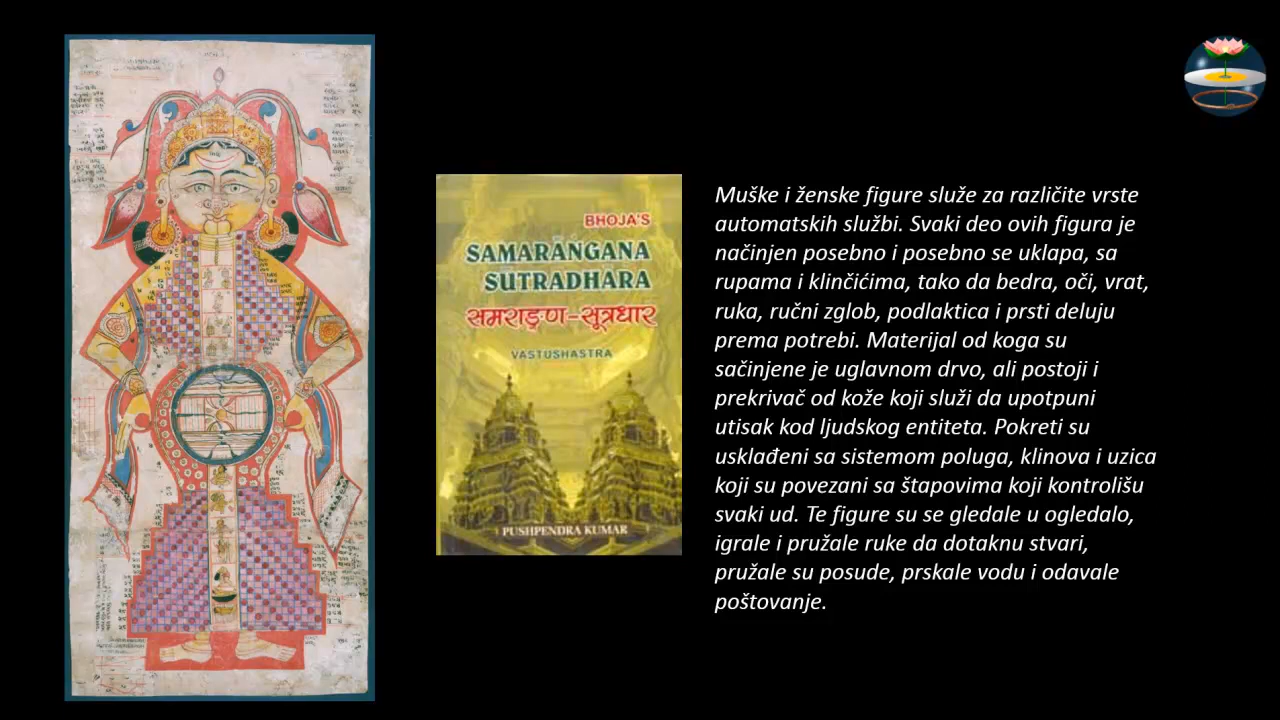 BHOJA'S
SAMARĀṄGANA
SŪTRADHARA
समराङ्गण-सूत्रधार
VASTUSHASTRA
PUSHPENDRA KUMAR
Muške i ženske figure služe za različite vrste
automatskih službi. Svaki deo ovih figura je
načinjen posebno i posebno se uklapa, sa
rupama i klinčićima, tako da bedra, oči, vrat,
ruka, ručni zglob, podlaktica i prsti deluju
prema potrebi. Materijal od koga su
sačinjene je uglavnom drvo, ali postoji i
prekrivač od kože koji služi da upotpuni
utisak kod ljudskog entiteta. Pokreti su
usklađeni sa sistemom poluga, klinova i uzica
koji su povezani sa štapovima koji kontrolišu
svaki ud. Te figure su se gledale u ogledalo,
igrale i pružale ruke da dotaknu stvari,
pružale su posude, prskale vodu i odavale
poštovanje.